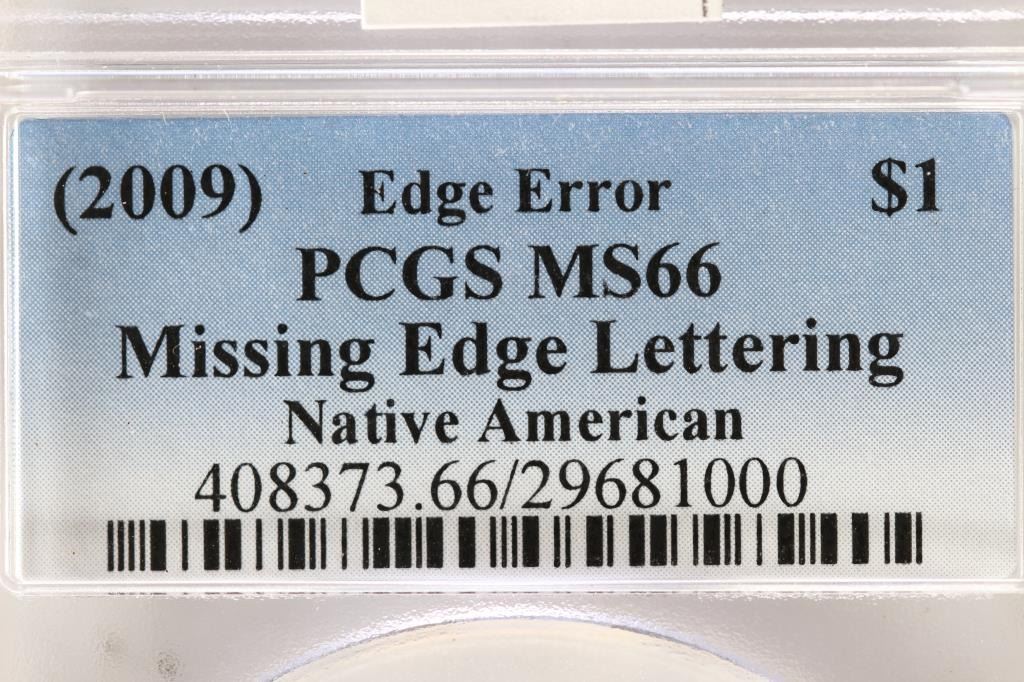 (2009) Edge Error $1
PCGS MS66
Missing Edge Lettering
Native American
408373.66/29681000